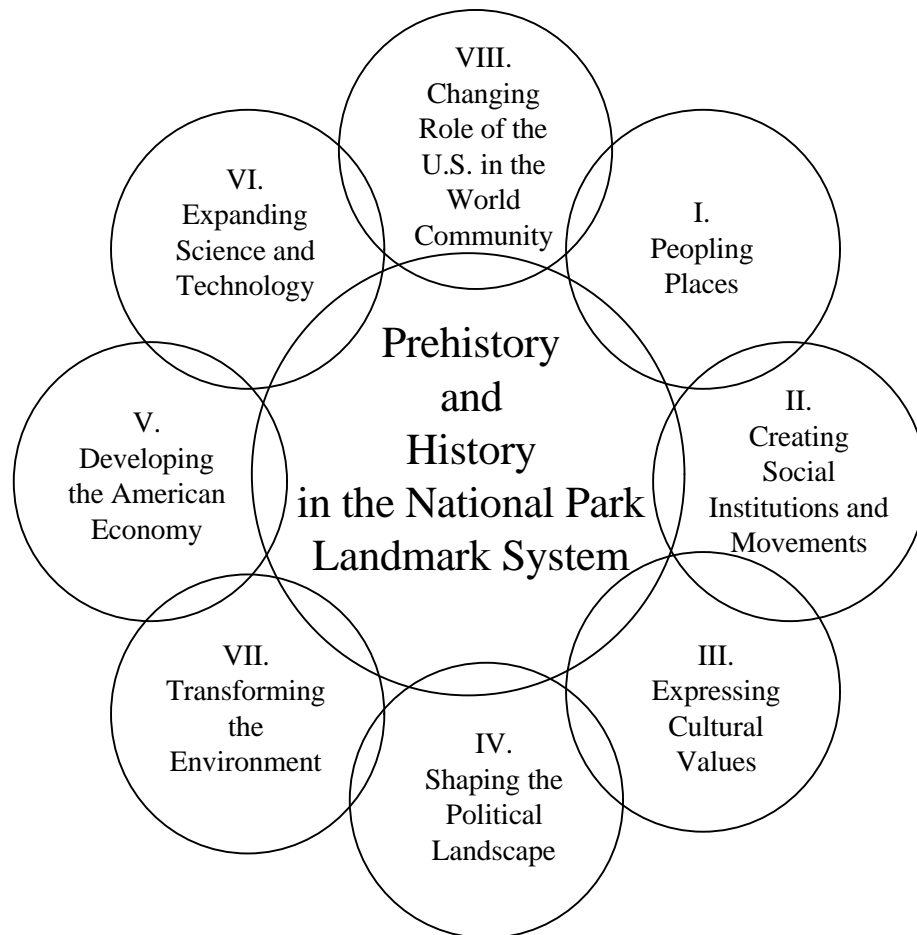 VIII.
Changing
Role of the
U.S. in the
World
Community
I.
Peopling
Places
II.
Creating
Social
Institutions and
Movements
III.
Expressing
Cultural
Values
IV.
Shaping the
Political
Landscape
VII.
Transforming
the
Environment
V.
Developing
the American
Economy
VI.
Expanding
Science and
Technology
Prehistory
and
History
in the National Park
Landmark System